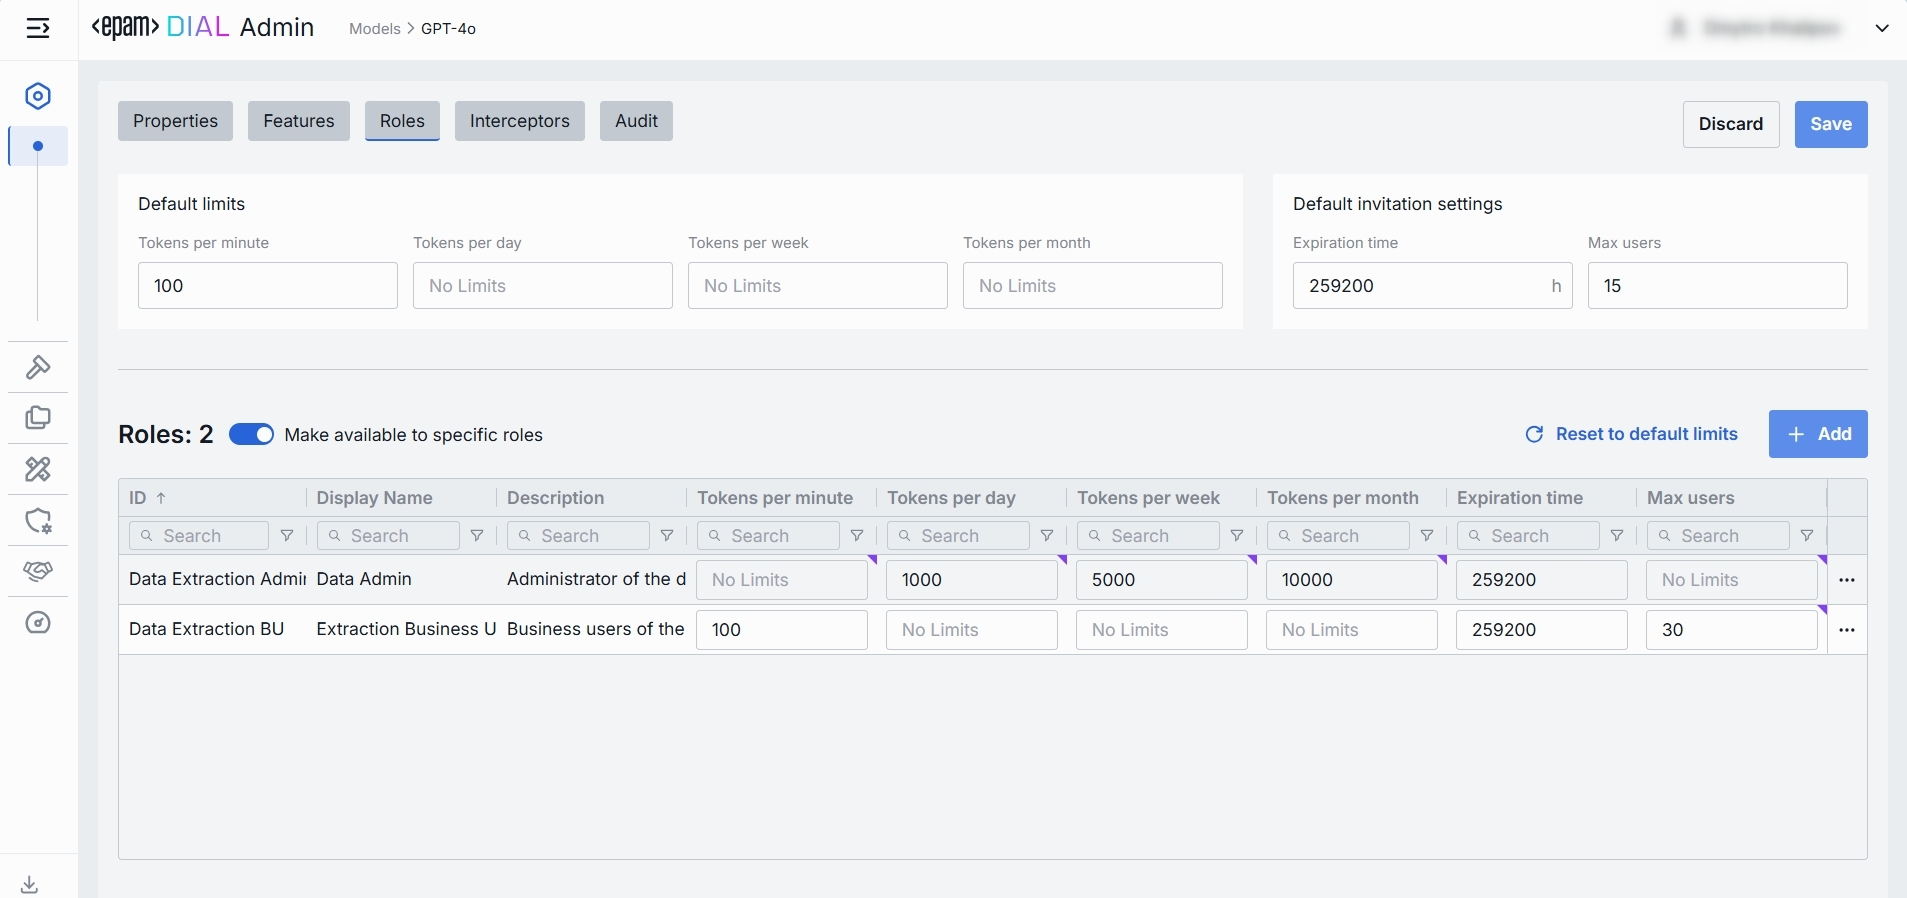 <epam> DIAL Admin Models > GPT-4o
Properties Features Roles Interceptors Audit Discard Save
Default limits
Tokens per minute Tokens per day Tokens per week Tokens per month
100 No Limits No Limits No Limits
Default invitation settings
Expiration time Max users
259200 h 15
Roles: 2 Make available to specific roles Reset to default limits + Add
ID ↑ Display Name Description Tokens per minute Tokens per day Tokens per week Tokens per month Expiration time Max users
Search Search Search Search Search Search Search Search Search
Data Extraction Admin Data Admin Administrator of the d No Limits 1000 5000 10000 259200 No Limits ...
Data Extraction BU Extraction Business U Business users of the 100 No Limits No Limits No Limits 259200 30 ...